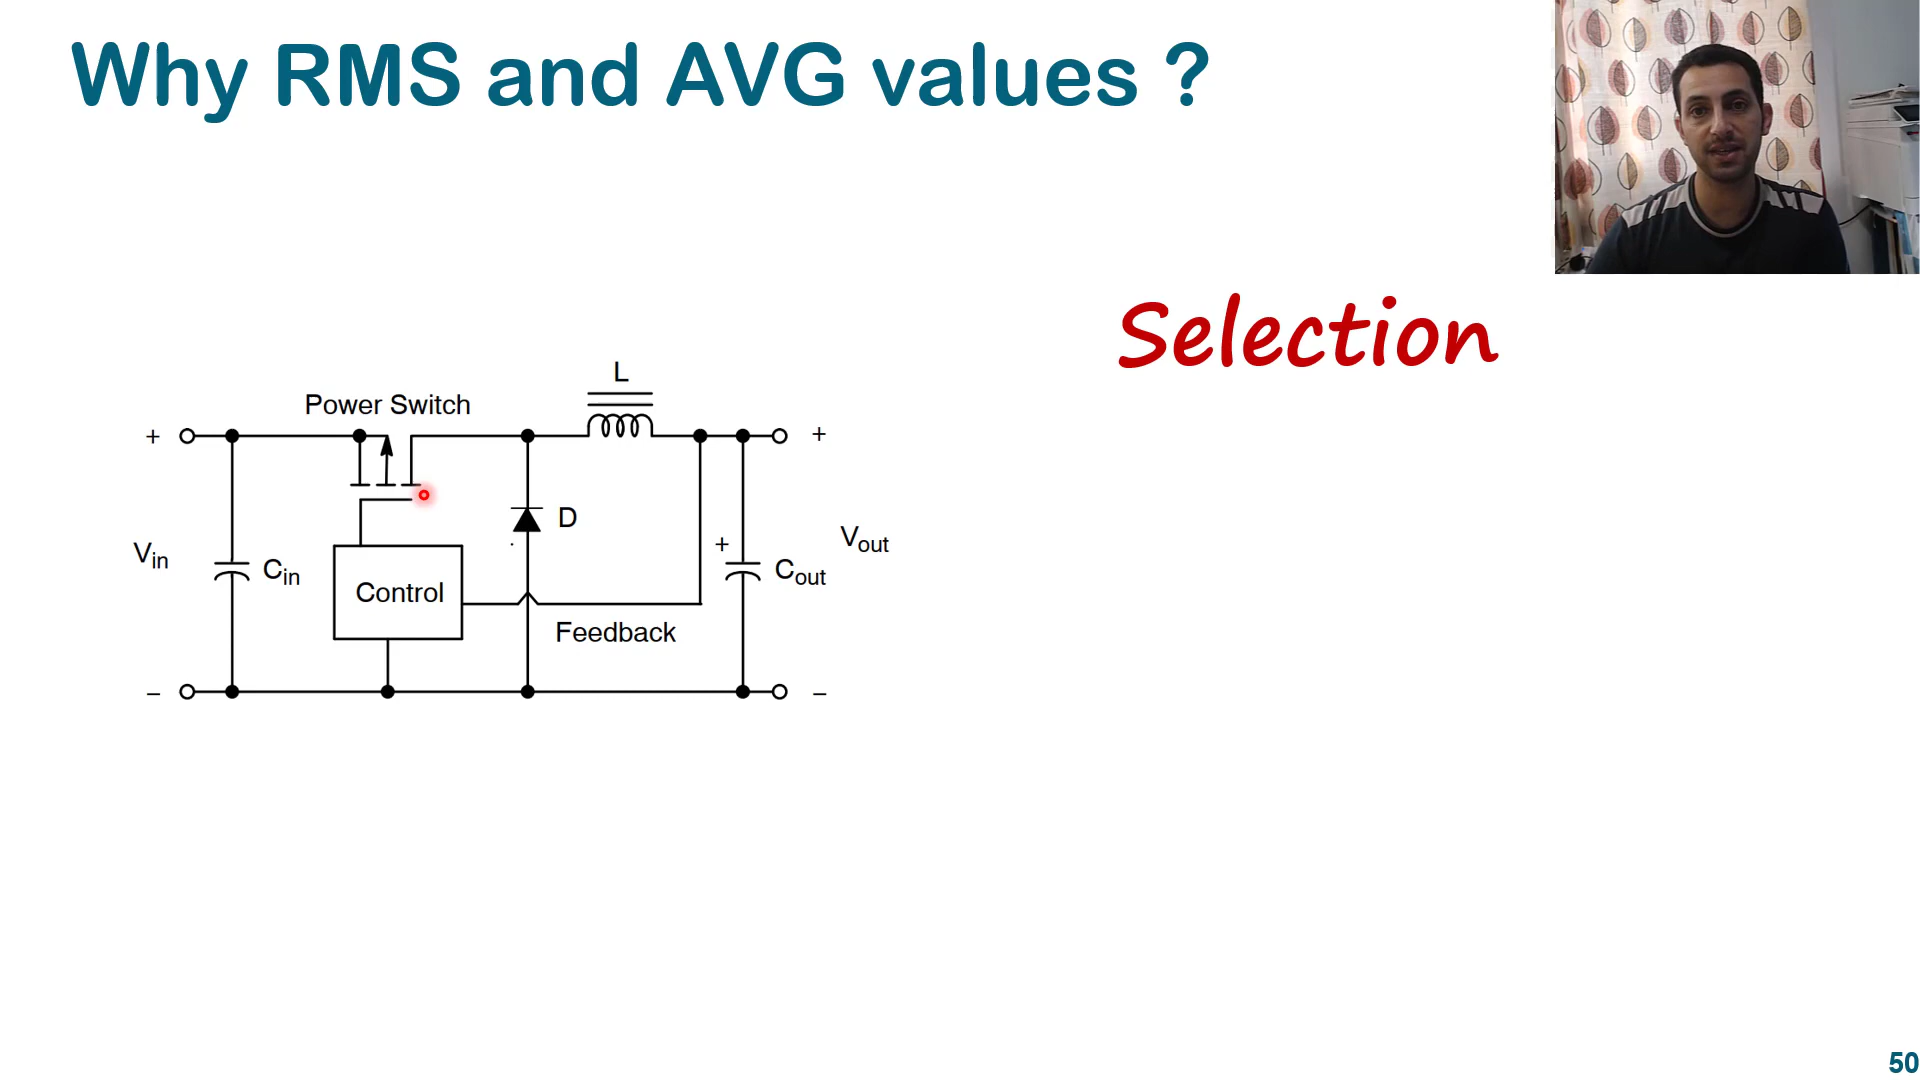 Why RMS and AVG values ?
Selection
L
Power Switch
+
+
D
Vin
Cin
Control
+
Vout
Cout
Feedback
–
–
50